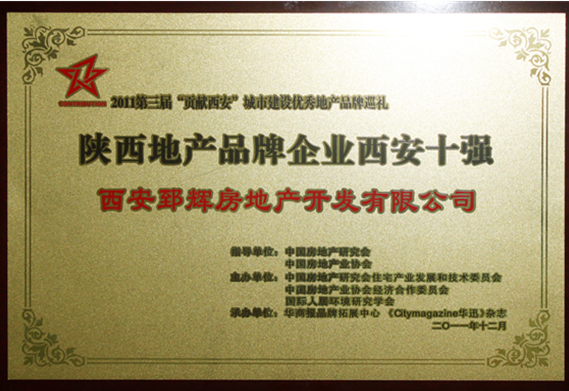 CONTRIBUTION
2011第三届“贡献西安”城市建设优秀地产品牌巡礼
陕西地产品牌企业西安十强
西安郅辉房地产开发有限公司
指导单位：中国房地产研究会
中国房地产业协会
主办单位：中国房地产研究会住宅产业发展和技术委员会
中国房地产业协会经济合作委员会
国际人居环境研究学会
承办单位：华商报品牌拓展中心 《Citymagazine华迅》杂志
二〇一一年十二月